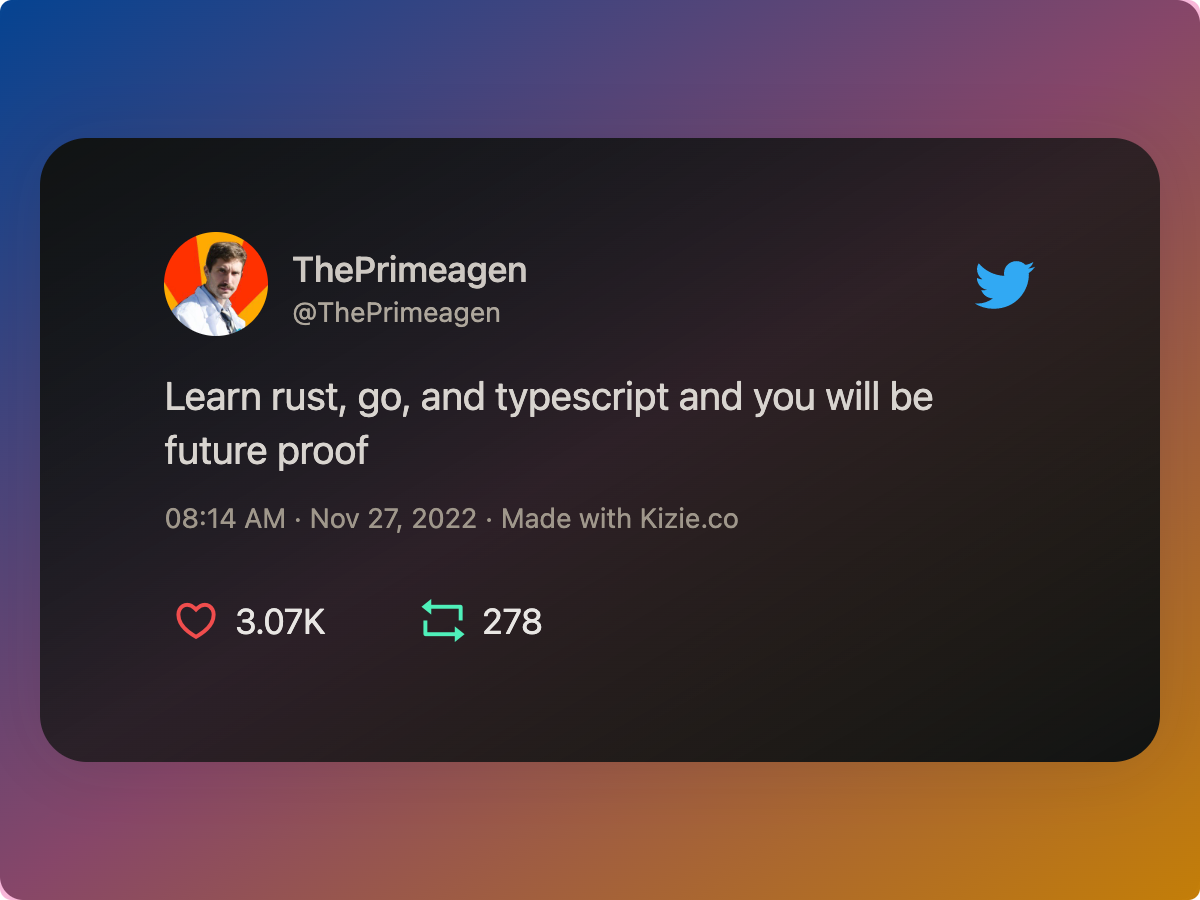 ThePrimeagen
@ThePrimeagen
Learn rust, go, and typescript and you will be
future proof
08:14 AM · Nov 27, 2022 · Made with Kizie.co
3.07K 278